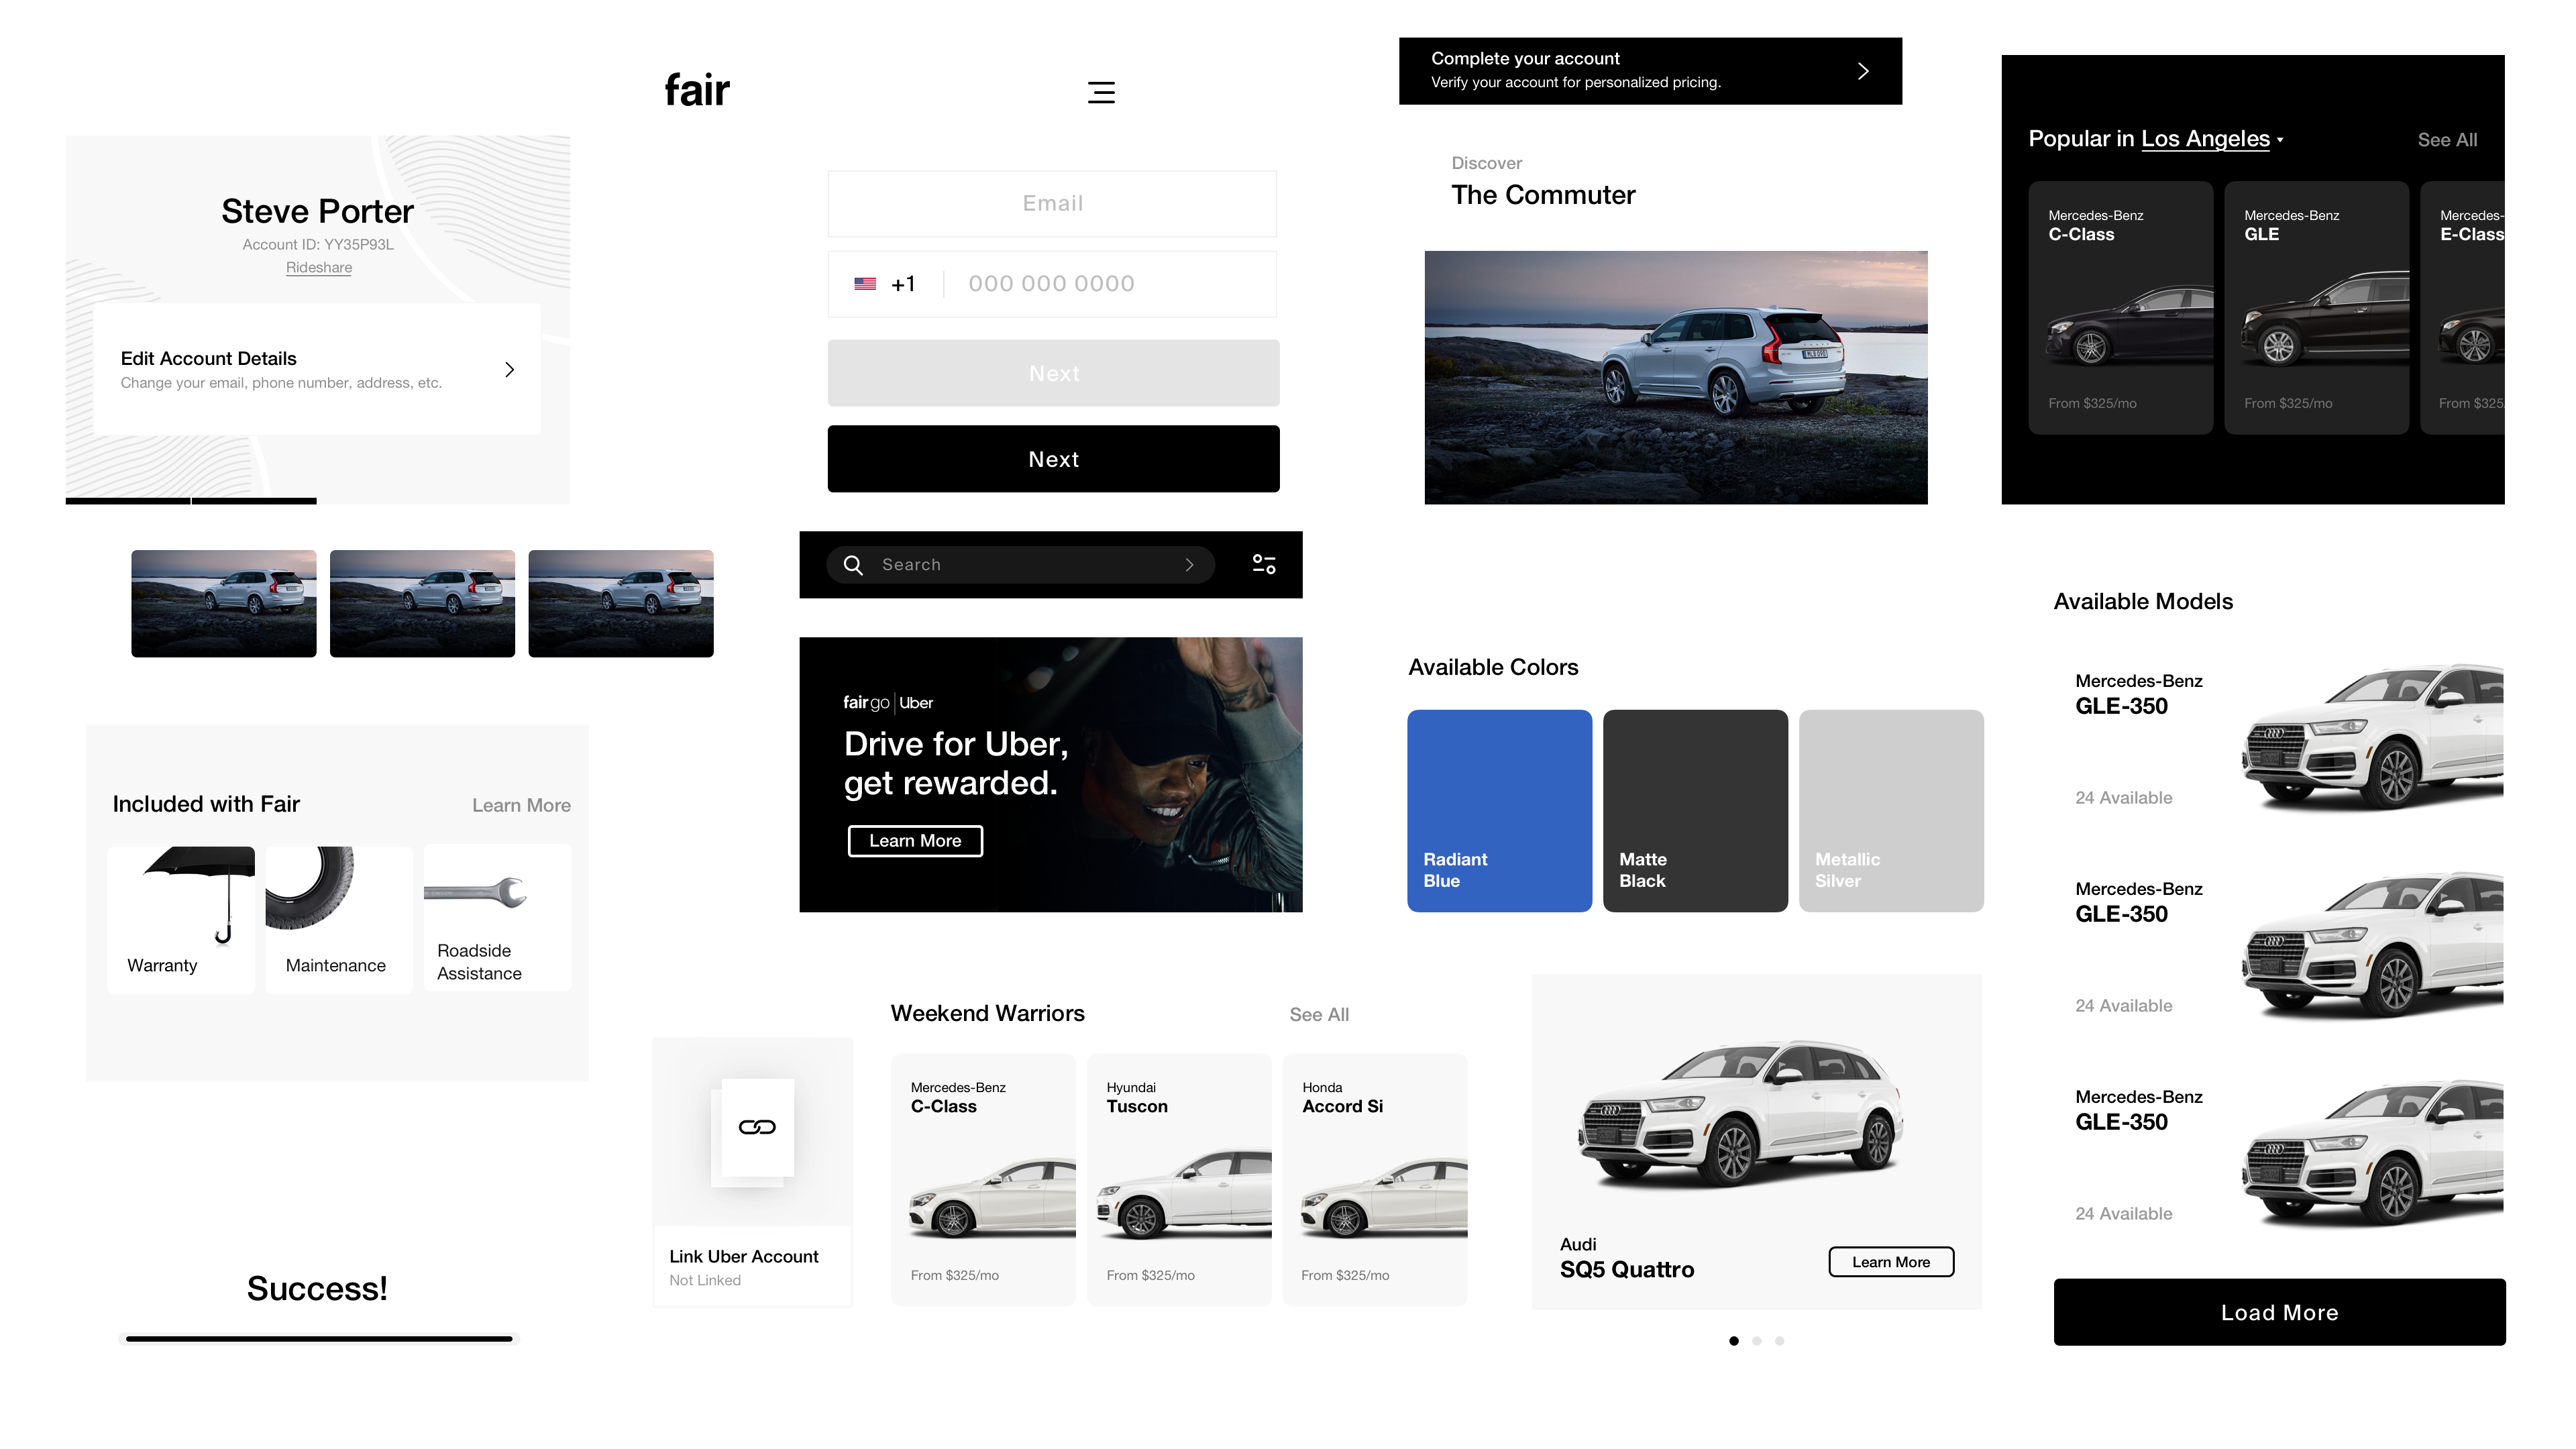 fair
Steve Porter
Account ID: YY35P93L
Rideshare
Edit Account Details
Change your email, phone number, address, etc.
Email
+1
000 000 0000
Next
Next
Complete your account
Verify your account for personalized pricing.
Discover
The Commuter
Popular in Los Angeles
See All
Mercedes-Benz
C-Class
From $325/mo
Mercedes-Benz
GLE
From $325/mo
Mercedes-
E-Class
From $325
Search
fair go | Uber
Drive for Uber,
get rewarded.
Learn More
Included with Fair
Learn More
Warranty
Maintenance
Roadside
Assistance
Available Colors
Radiant
Blue
Matte
Black
Metallic
Silver
Available Models
Mercedes-Benz
GLE-350
24 Available
Mercedes-Benz
GLE-350
24 Available
Mercedes-Benz
GLE-350
24 Available
Load More
Success!
Link Uber Account
Not Linked
Weekend Warriors
See All
Mercedes-Benz
C-Class
From $325/mo
Hyundai
Tuscon
From $325/mo
Honda
Accord Si
From $325/mo
Audi
SQ5 Quattro
Learn More